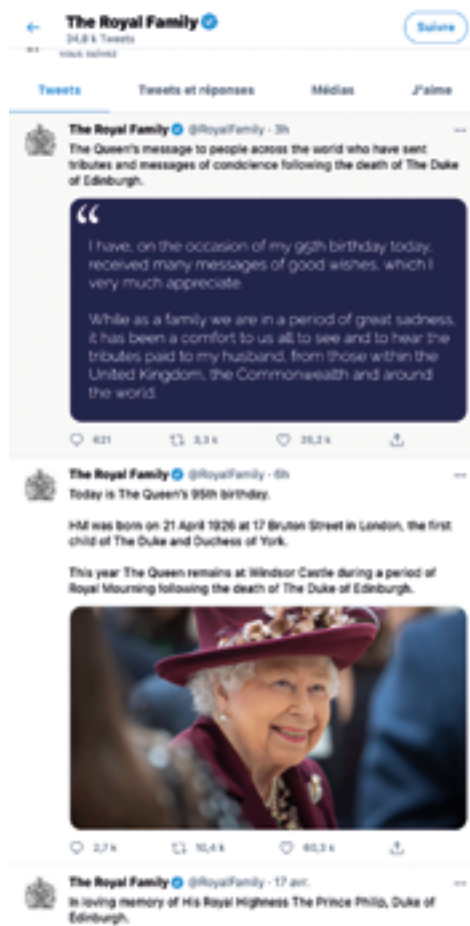 The Royal Family
24,8 k Tweets
vous suivez
Suivre
Tweets
Tweets et réponses
Médias
J'aime
The Royal Family @RoyalFamily · 3h
The Queen's message to people across the world who have sent
tributes and messages of condolence following the death of The Duke
of Edinburgh.
“
I have, on the occasion of my 95th birthday today,
received many messages of good wishes, which I
very much appreciate.
While as a family we are in a period of great sadness,
it has been a comfort to us all to see and to hear the
tributes paid to my husband, from those within the
United Kingdom, the Commonwealth and around
the world.
621
3,3 k
26,2 k
The Royal Family @RoyalFamily · 6h
Today is The Queen's 95th birthday.
HM was born on 21 April 1926 at 17 Bruton Street in London, the first
child of The Duke and Duchess of York.
This year The Queen remains at Windsor Castle during a period of
Royal Mourning following the death of The Duke of Edinburgh.
2,7 k
10,4 k
60,3 k
The Royal Family @RoyalFamily · 17 avr.
In loving memory of His Royal Highness The Prince Philip, Duke of
Edinburgh.